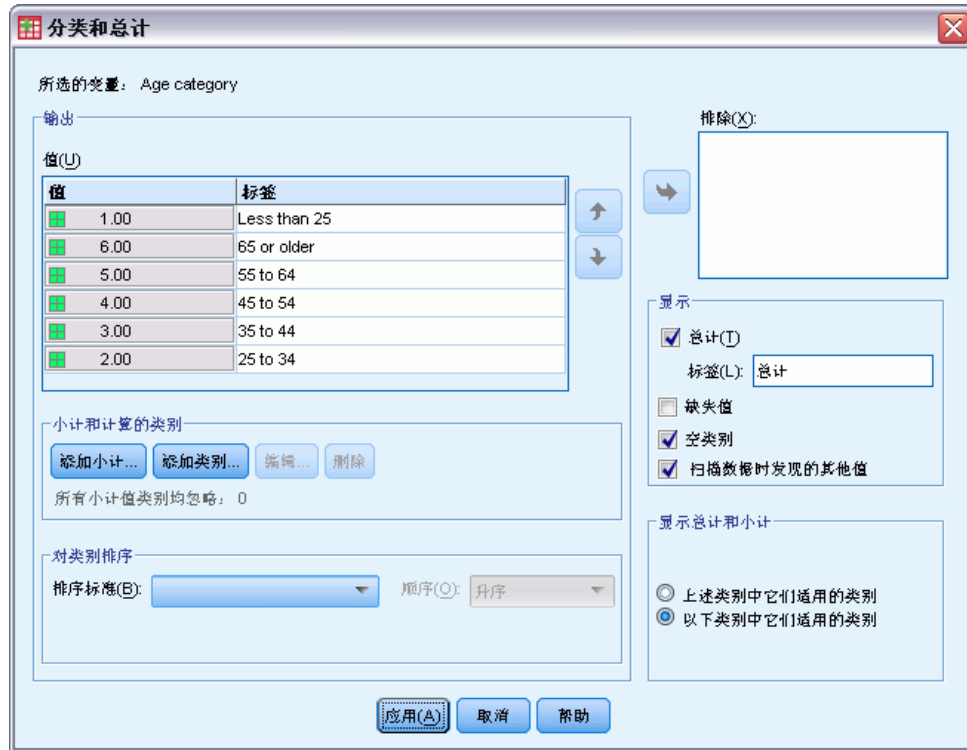 分类和总计
所选的变量： Age category
输出
值(U)
值 标签
1.00 Less than 25
6.00 65 or older
5.00 55 to 64
4.00 45 to 54
3.00 35 to 44
2.00 25 to 34
小计和计算的类别
添加小计... 添加类别... 编辑... 删除
所有小计值类别均忽略： 0
对类别排序
排序标准(B): 顺序(O): 升序
排除(X):
显示
总计(T)
标签(L): 总计
缺失值
空类别
扫描数据时发现的其他值
显示总计和小计
上述类别中它们适用的类别
以下类别中它们适用的类别
应用(A) 取消 帮助